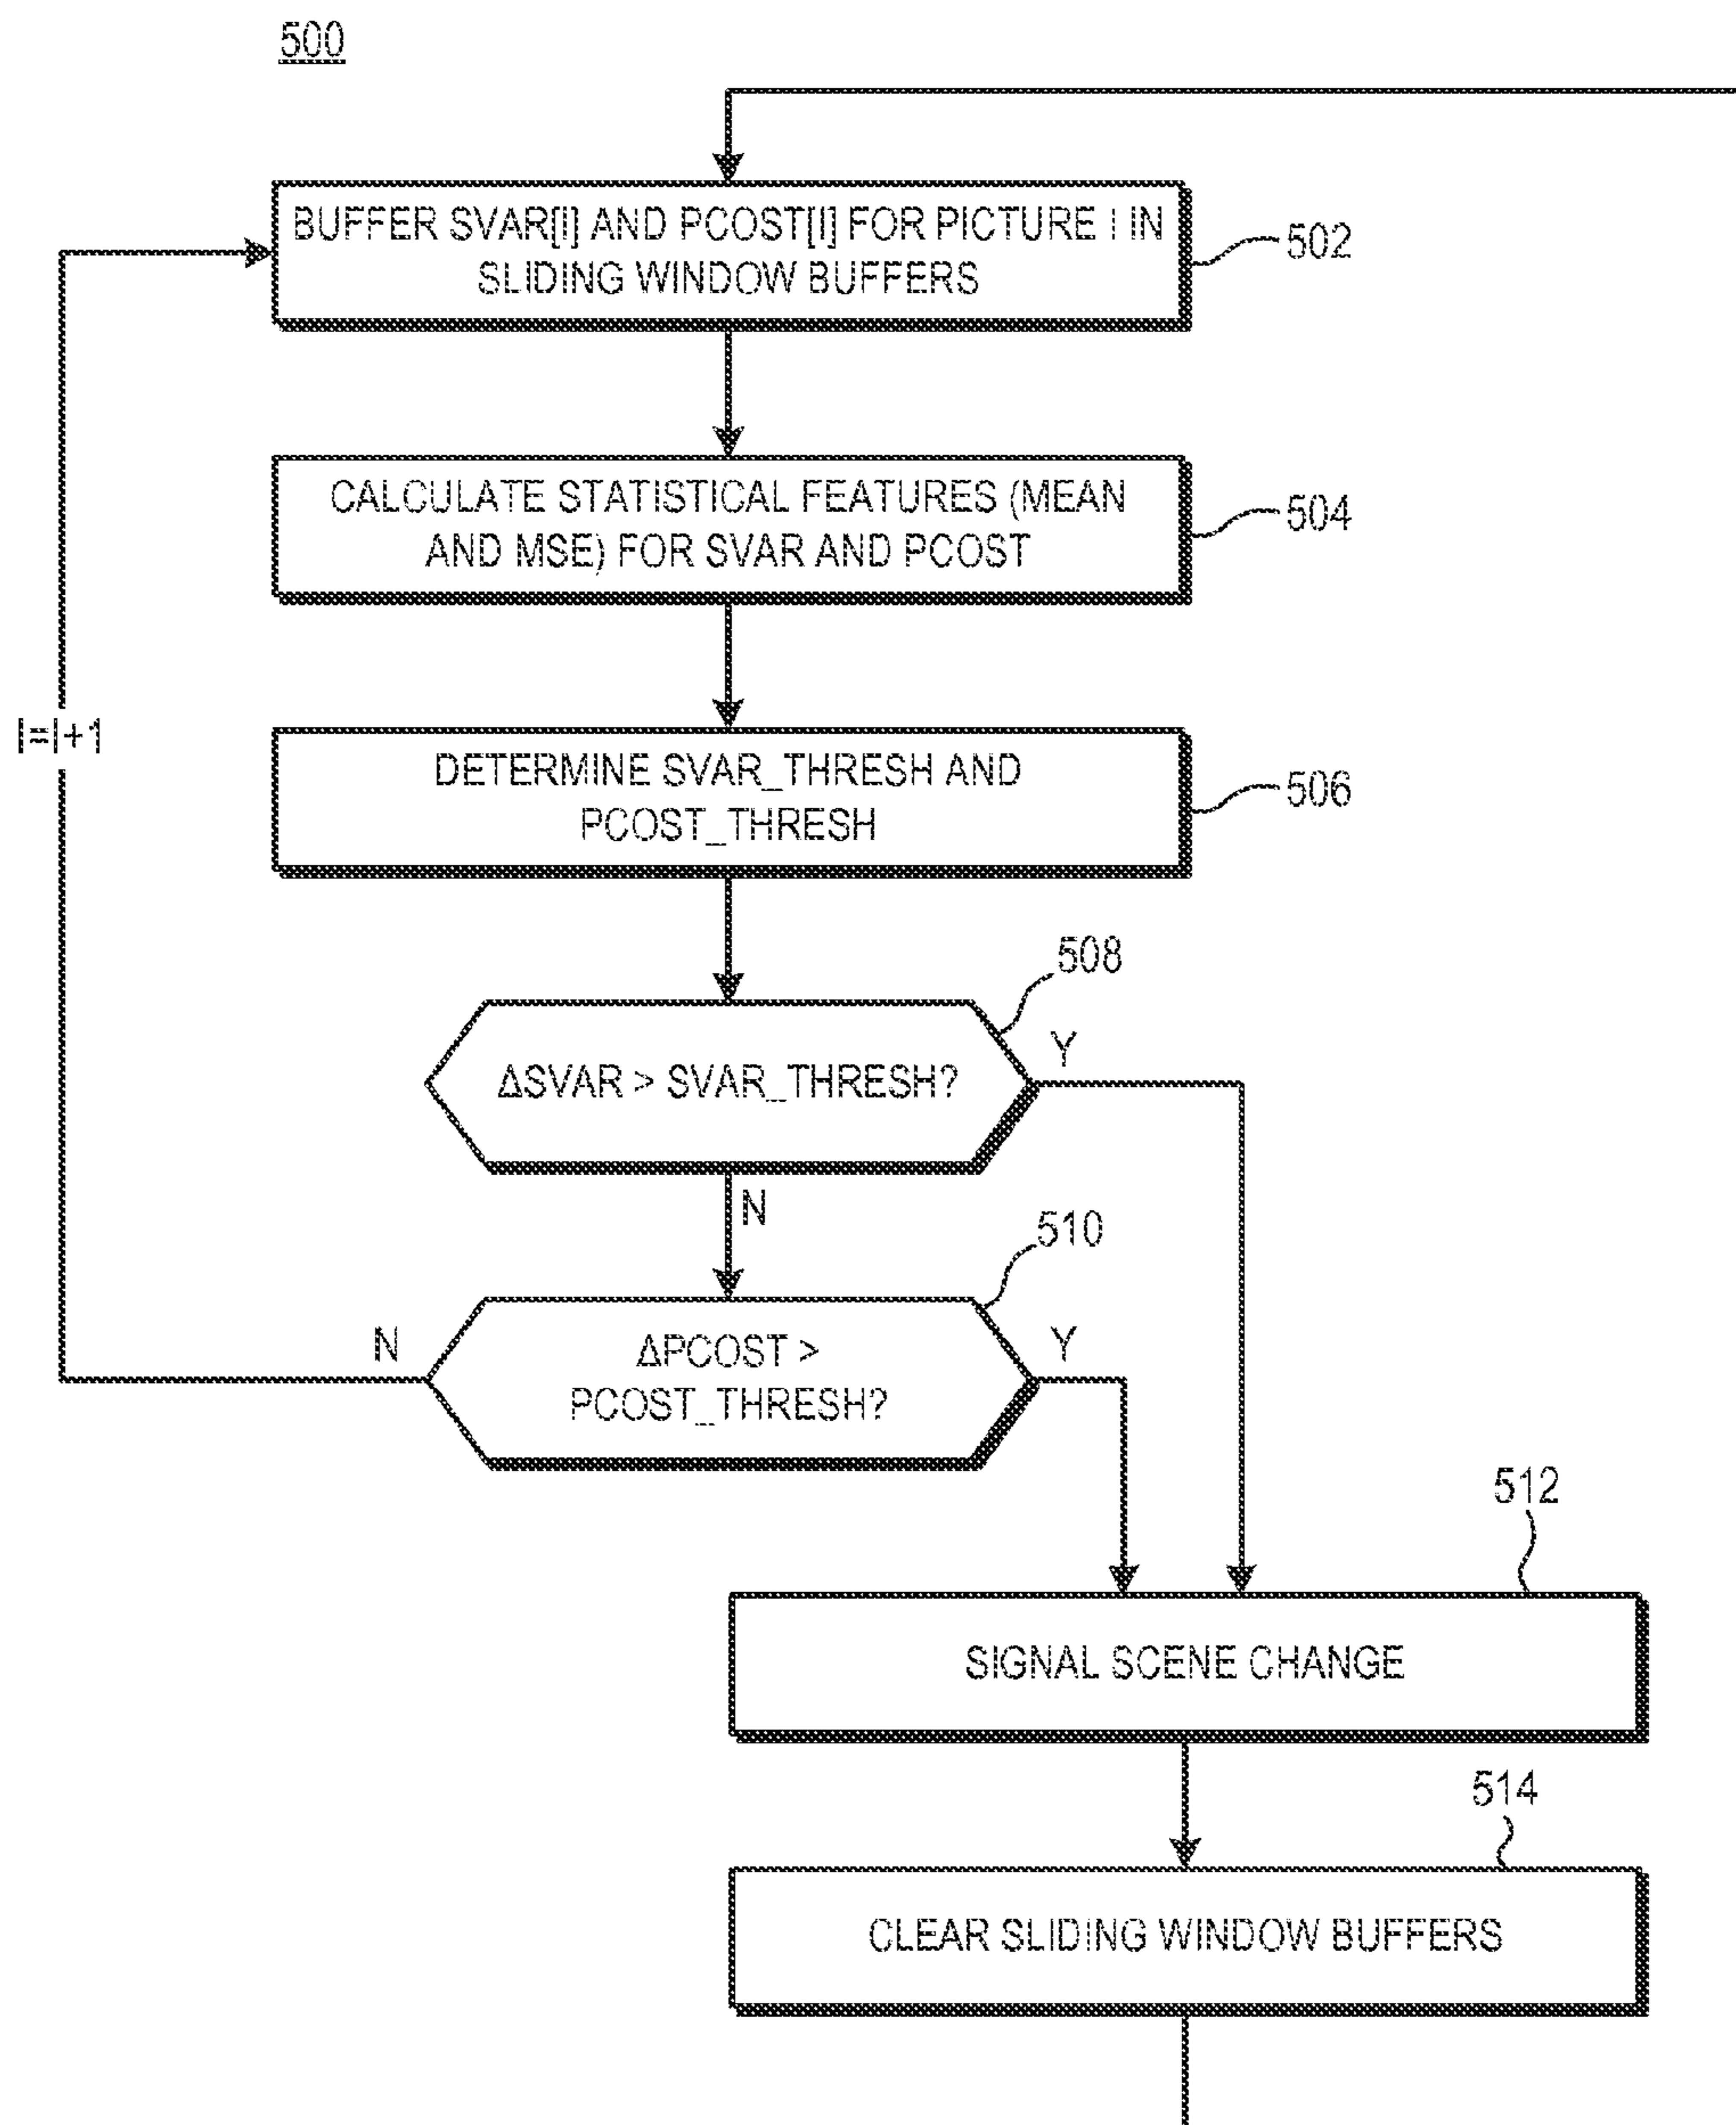 500
BUFFER SVAR[I] AND PCOST[I] FOR PICTURE I IN
SLIDING WINDOW BUFFERS
502
CALCULATE STATISTICAL FEATURES (MEAN
AND MSE) FOR SVAR AND PCOST
504
I=I+1
DETERMINE SVAR_THRESH AND
PCOST_THRESH
506
508
ΔSVAR > SVAR_THRESH?
Y
N
510
N
ΔPCOST >
PCOST_THRESH?
Y
512
SIGNAL SCENE CHANGE
514
CLEAR SLIDING WINDOW BUFFERS